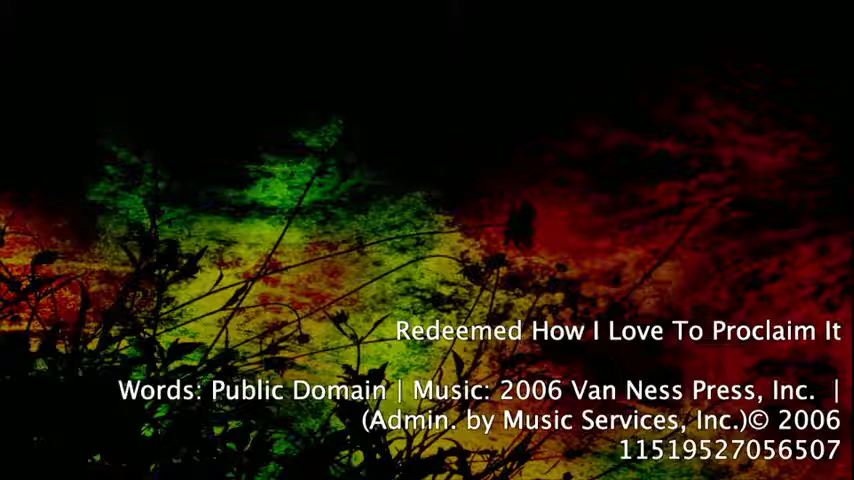 Redeemed How I Love To Proclaim It
Words: Public Domain | Music: 2006 Van Ness Press, Inc.  |
(Admin. by Music Services, Inc.)© 2006
11519527056507